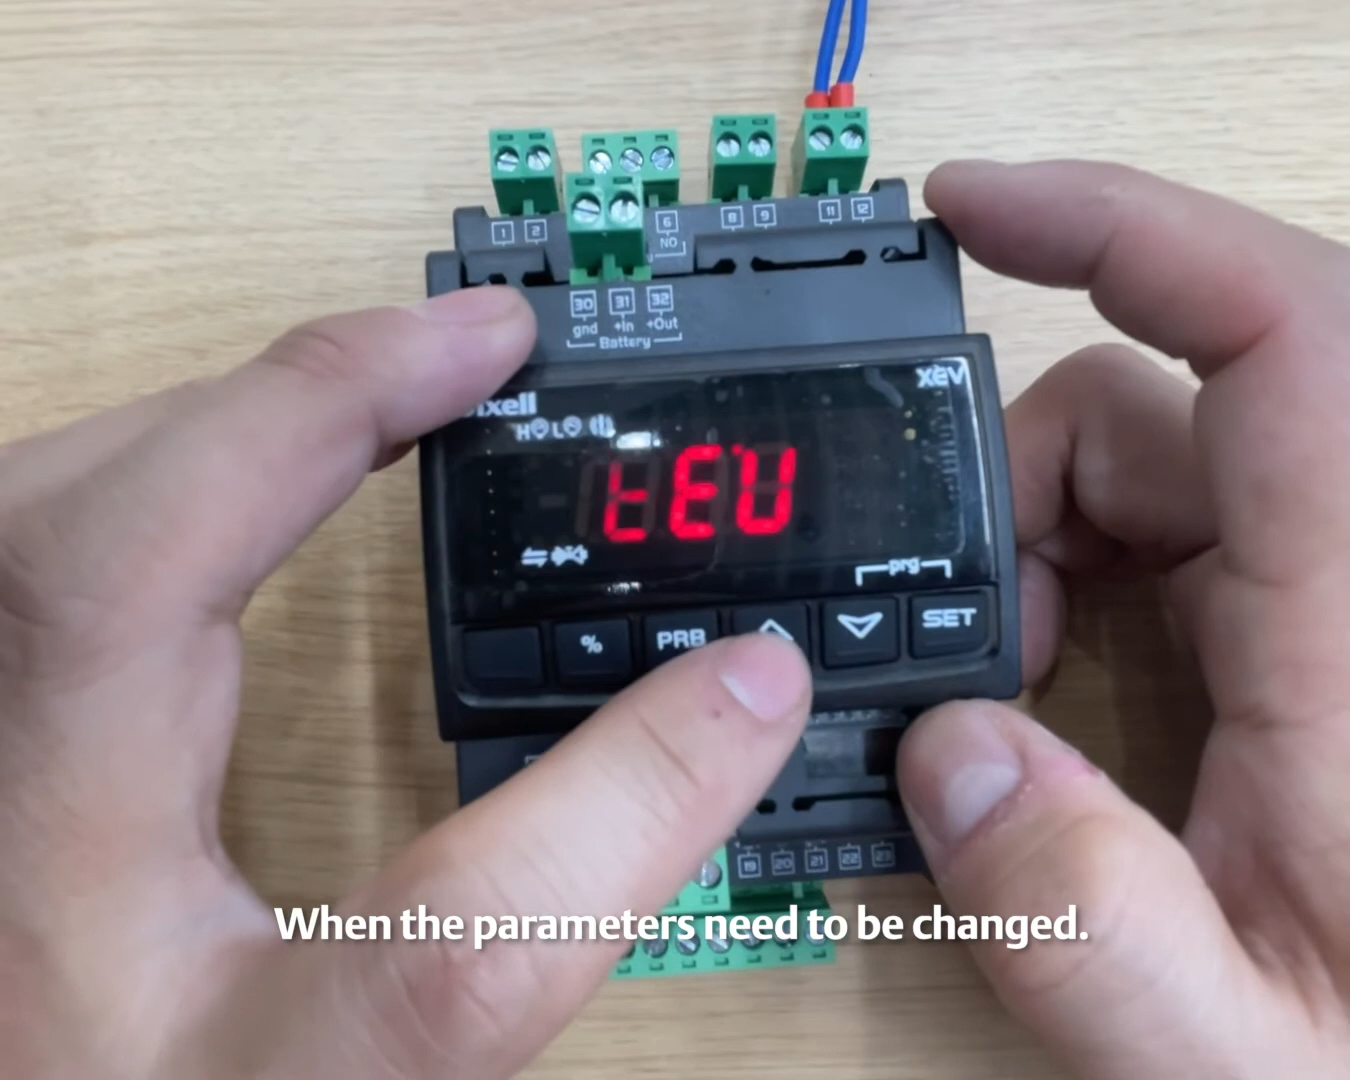 1 2 6 8 9 11 12
NO
30 31 32
gnd +In +Out
Battery
XEV
Dixell
H L
tEU
prg
% PRB SET
19 20 21 22 23
When the parameters need to be changed.